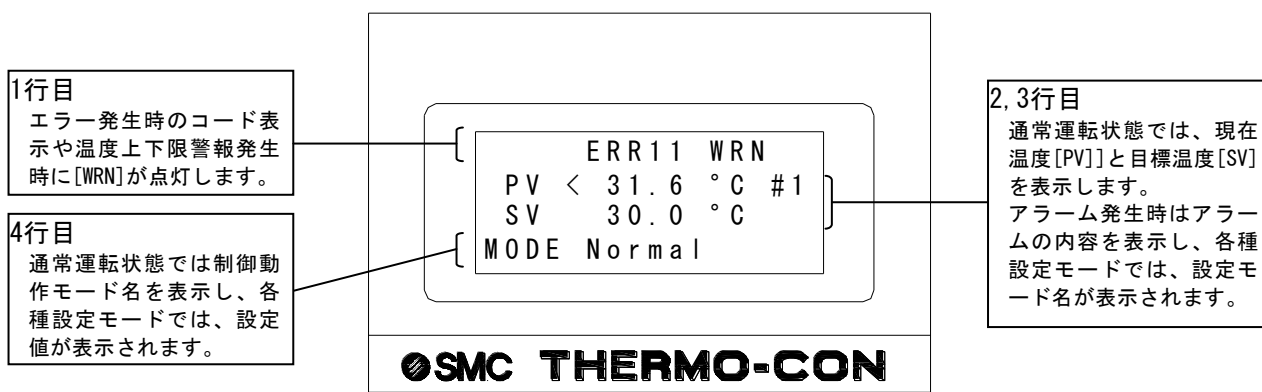 1行目
エラー発生時のコード表
示や温度上下限警報発生
時に[WRN]が点灯します。
4行目
通常運転状態では制御動
作モード名を表示し、各
種設定モードでは、設定
値が表示されます。
ERR11 WRN
PV < 31.6 °C #1
SV 30.0 °C
MODE Normal
SMC THERMO-CON
2,3行目
通常運転状態では、現在
温度[PV]]と目標温度[SV]
を表示します。
アラーム発生時はアラー
ムの内容を表示し、各種
設定モードでは、設定モ
ード名が表示されます。